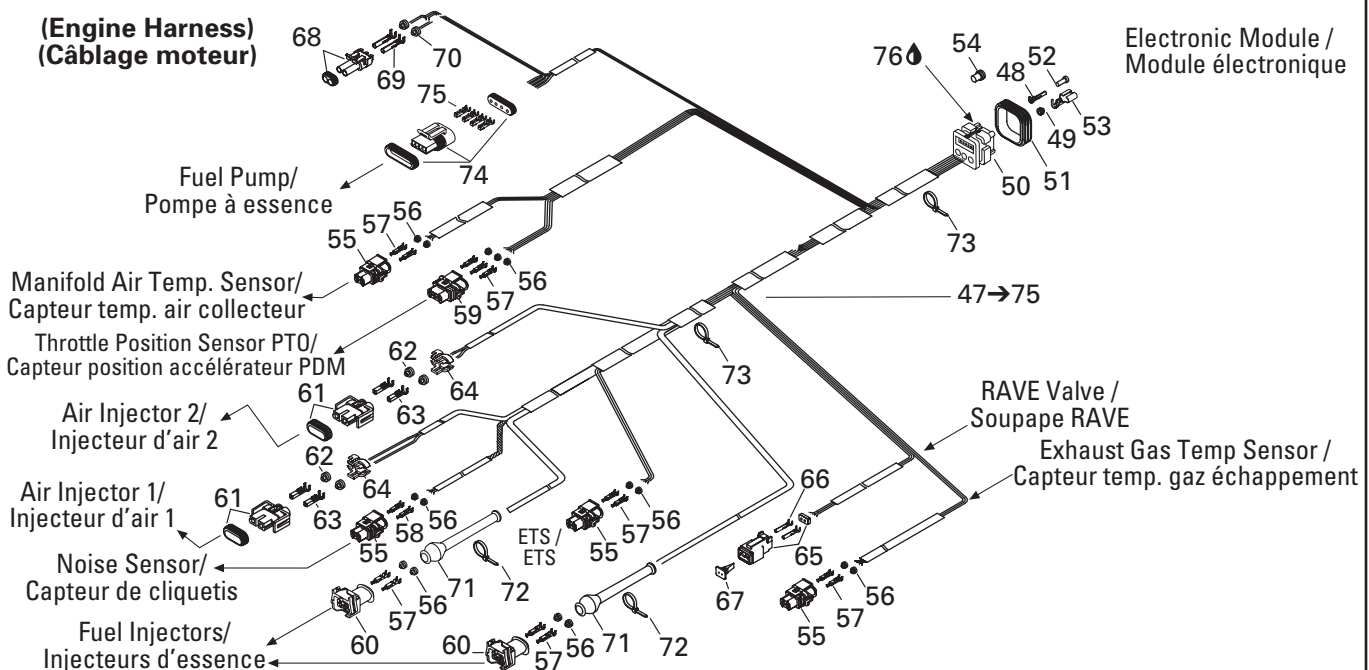 (Engine Harness)
(Câblage moteur)
Electronic Module /
Module électronique
68
69
70
75
74
Fuel Pump/
Pompe à essence
76
54
48
52
49
53
50
51
73
57
56
55
56
57
59
Manifold Air Temp. Sensor/
Capteur temp. air collecteur
47➔75
Throttle Position Sensor PTO/
Capteur position accélérateur PDM
62
64
61
63
73
Air Injector 2/
Injecteur d'air 2
RAVE Valve /
Soupape RAVE
Exhaust Gas Temp Sensor /
Capteur temp. gaz échappement
62
64
61
63
Air Injector 1/
Injecteur d'air 1
56
58
55
ETS /
ETS
56
57
55
66
65
67
56
57
55
Noise Sensor/
Capteur de cliquetis
71
72
56
57
60
71
72
56
57
60
Fuel Injectors/
Injecteurs d'essence